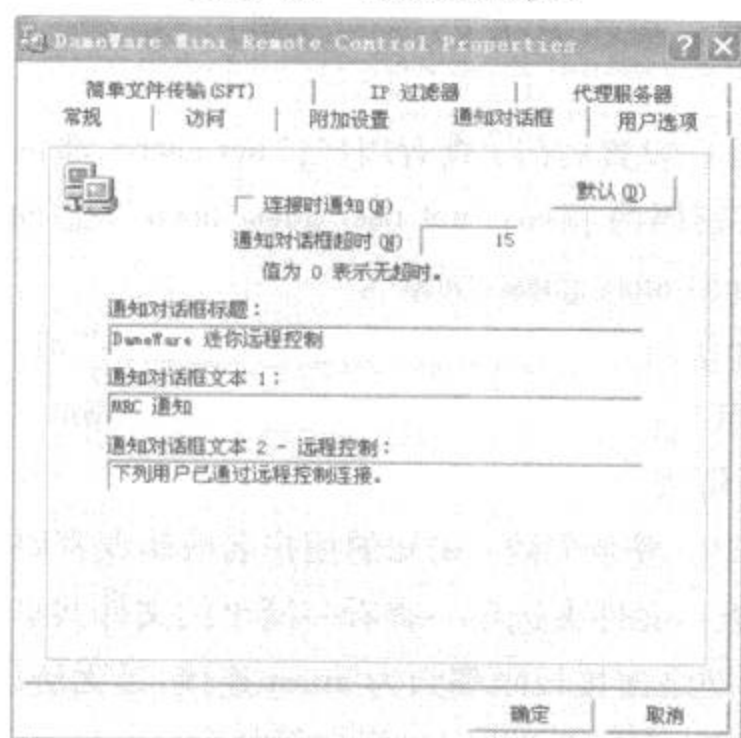 DameWare Mini Remote Control Properties
简单文件传输(SFT) IP 过滤器 代理服务器
常规 访问 附加设置 通知对话框 用户选项
连接时通知(N) 默认(D)
通知对话框超时(N) 15
值为 0 表示无超时。
通知对话框标题:
DameWare 迷你远程控制
通知对话框文本 1:
MRC 通知
通知对话框文本 2 - 远程控制:
下列用户已通过远程控制连接。
确定 取消